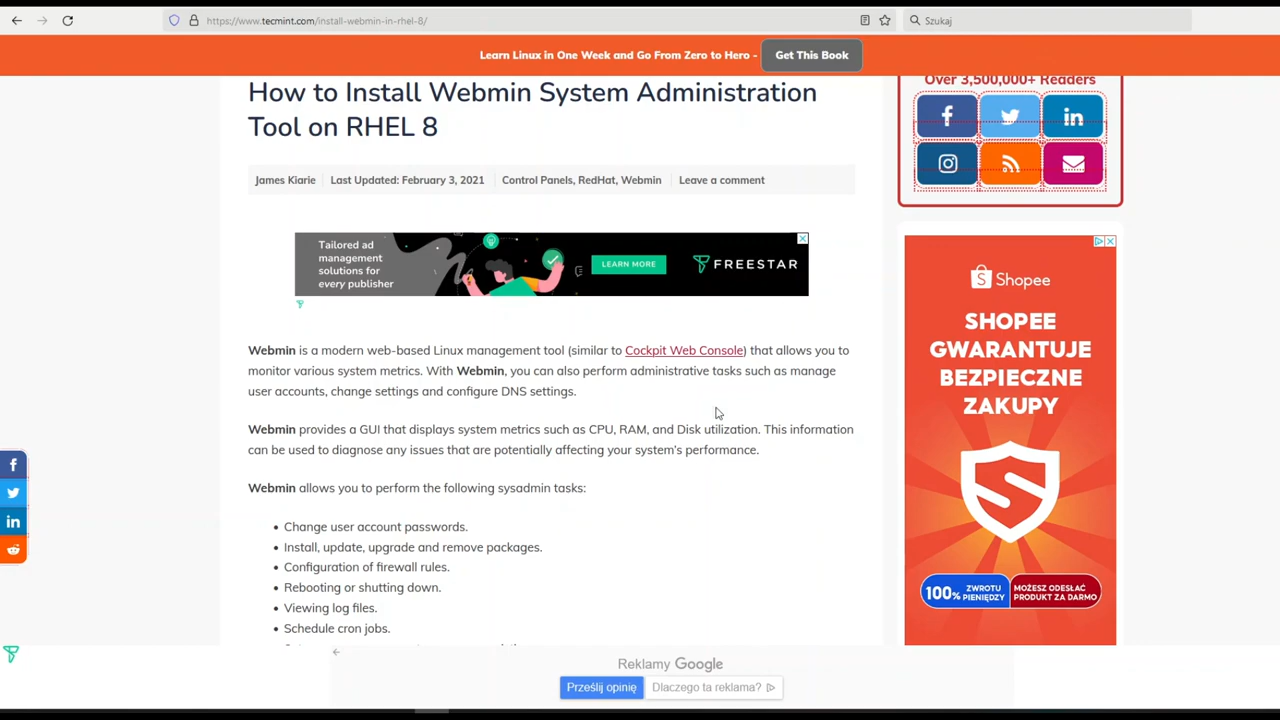 https://www.tecmint.com/install-webmin-in-rhel-8/
Szukaj
Learn Linux in One Week and Go From Zero to Hero -
Get This Book
How to Install Webmin System Administration
Tool on RHEL 8
James Kiarie
Last Updated: February 3, 2021
Control Panels, RedHat, Webmin
Leave a comment
Tailored ad
management
solutions for
every publisher
LEARN MORE
FREESTAR
Webmin is a modern web-based Linux management tool (similar to Cockpit Web Console) that allows you to
monitor various system metrics. With Webmin, you can also perform administrative tasks such as manage
user accounts, change settings and configure DNS settings.
Webmin provides a GUI that displays system metrics such as CPU, RAM, and Disk utilization. This information
can be used to diagnose any issues that are potentially affecting your system's performance.
Webmin allows you to perform the following sysadmin tasks:
• Change user account passwords.
• Install, update, upgrade and remove packages.
• Configuration of firewall rules.
• Rebooting or shutting down.
• Viewing log files.
• Schedule cron jobs.
Over 3,500,000+ Readers
Shopee
SHOPEE
GWARANTUJE
BEZPIECZNE
ZAKUPY
100% ZWROTU
PIENIĘDZY
MOŻESZ ODESŁAĆ
PRODUKT ZA DARMO
Reklamy Google
Prześlij opinię
Dlaczego ta reklama?